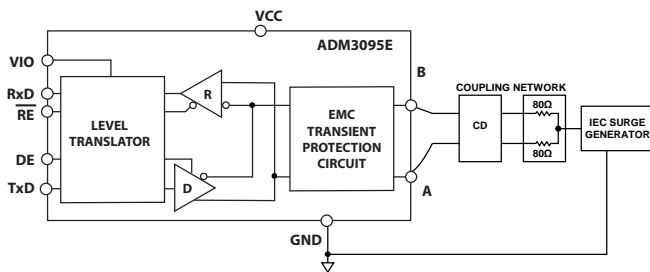 VCC
ADM3095E
VIO
RxD
RE
DE
TxD
LEVEL
TRANSLATOR
R
D
EMC
TRANSIENT
PROTECTION
CIRCUIT
B
A
GND
COUPLING NETWORK
CD
80Ω
80Ω
IEC SURGE
GENERATOR